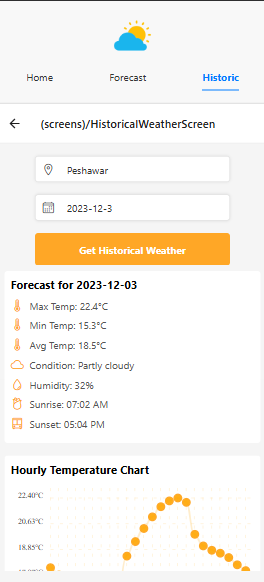 Home Forecast Historic
(screens)/HistoricalWeatherScreen
Peshawar
2023-12-3
Get Historical Weather
Forecast for 2023-12-03
Max Temp: 22.4°C
Min Temp: 15.3°C
Avg Temp: 18.5°C
Condition: Partly cloudy
Humidity: 32%
Sunrise: 07:02 AM
Sunset: 05:04 PM
Hourly Temperature Chart
22.40°C
20.63°C
18.85°C